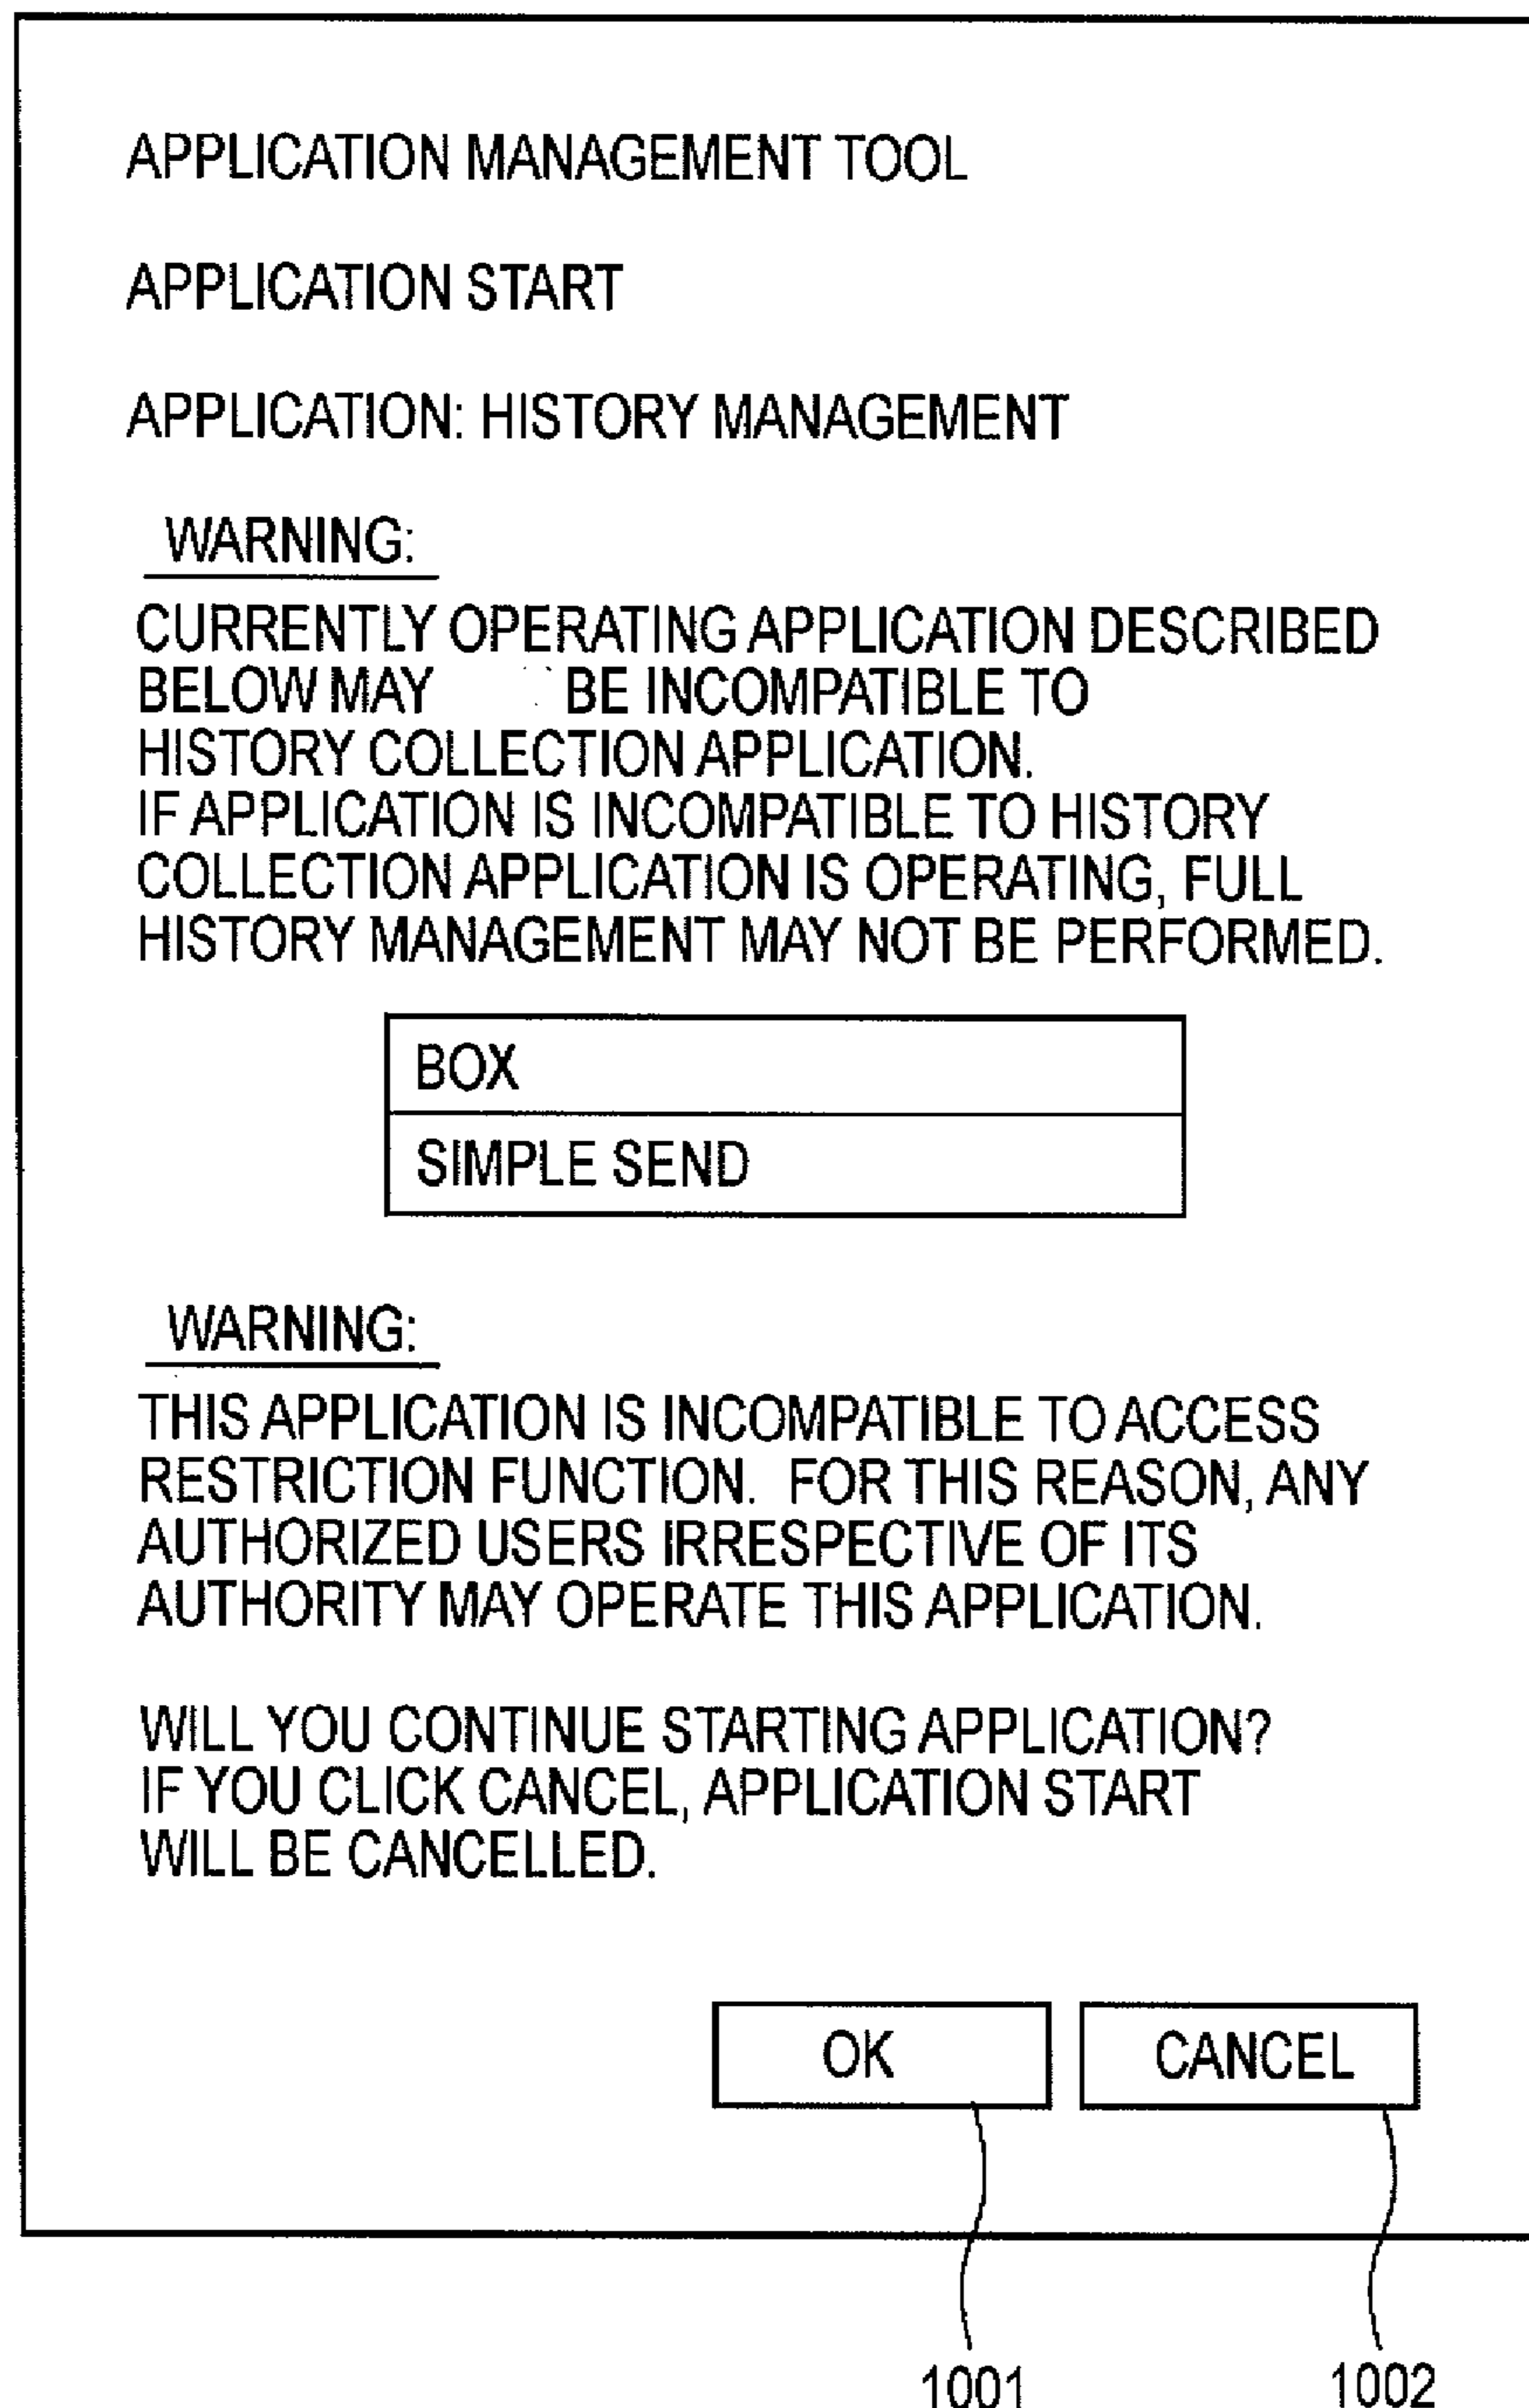 APPLICATION MANAGEMENT TOOL
APPLICATION START
APPLICATION: HISTORY MANAGEMENT
WARNING:
CURRENTLY OPERATING APPLICATION DESCRIBED
BELOW MAY BE INCOMPATIBLE TO
HISTORY COLLECTION APPLICATION.
IF APPLICATION IS INCOMPATIBLE TO HISTORY
COLLECTION APPLICATION IS OPERATING, FULL
HISTORY MANAGEMENT MAY NOT BE PERFORMED.
BOX
SIMPLE SEND
WARNING:
THIS APPLICATION IS INCOMPATIBLE TO ACCESS
RESTRICTION FUNCTION. FOR THIS REASON, ANY
AUTHORIZED USERS IRRESPECTIVE OF ITS
AUTHORITY MAY OPERATE THIS APPLICATION.
WILL YOU CONTINUE STARTING APPLICATION?
IF YOU CLICK CANCEL, APPLICATION START
WILL BE CANCELLED.
OK CANCEL
1001 1002